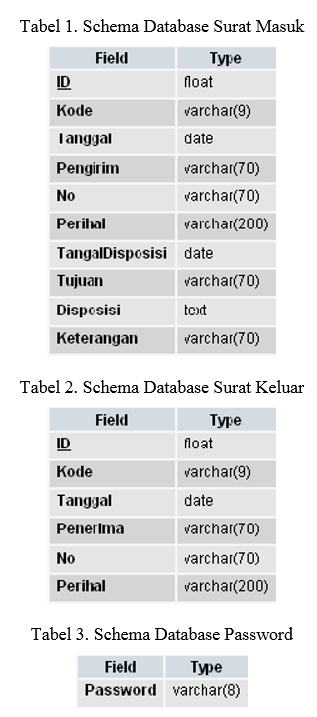 Tabel 1. Schema Database Surat Masuk
Field Type
ID float
Kode varchar(9)
Tanggal date
Pengirim varchar(70)
No varchar(70)
Perihal varchar(200)
TangalDisposisi date
Tujuan varchar(70)
Disposisi text
Keterangan varchar(70)
Tabel 2. Schema Database Surat Keluar
Field Type
ID float
Kode varchar(9)
Tanggal date
Penerima varchar(70)
No varchar(70)
Perihal varchar(200)
Tabel 3. Schema Database Password
Field Type
Password varchar(8)